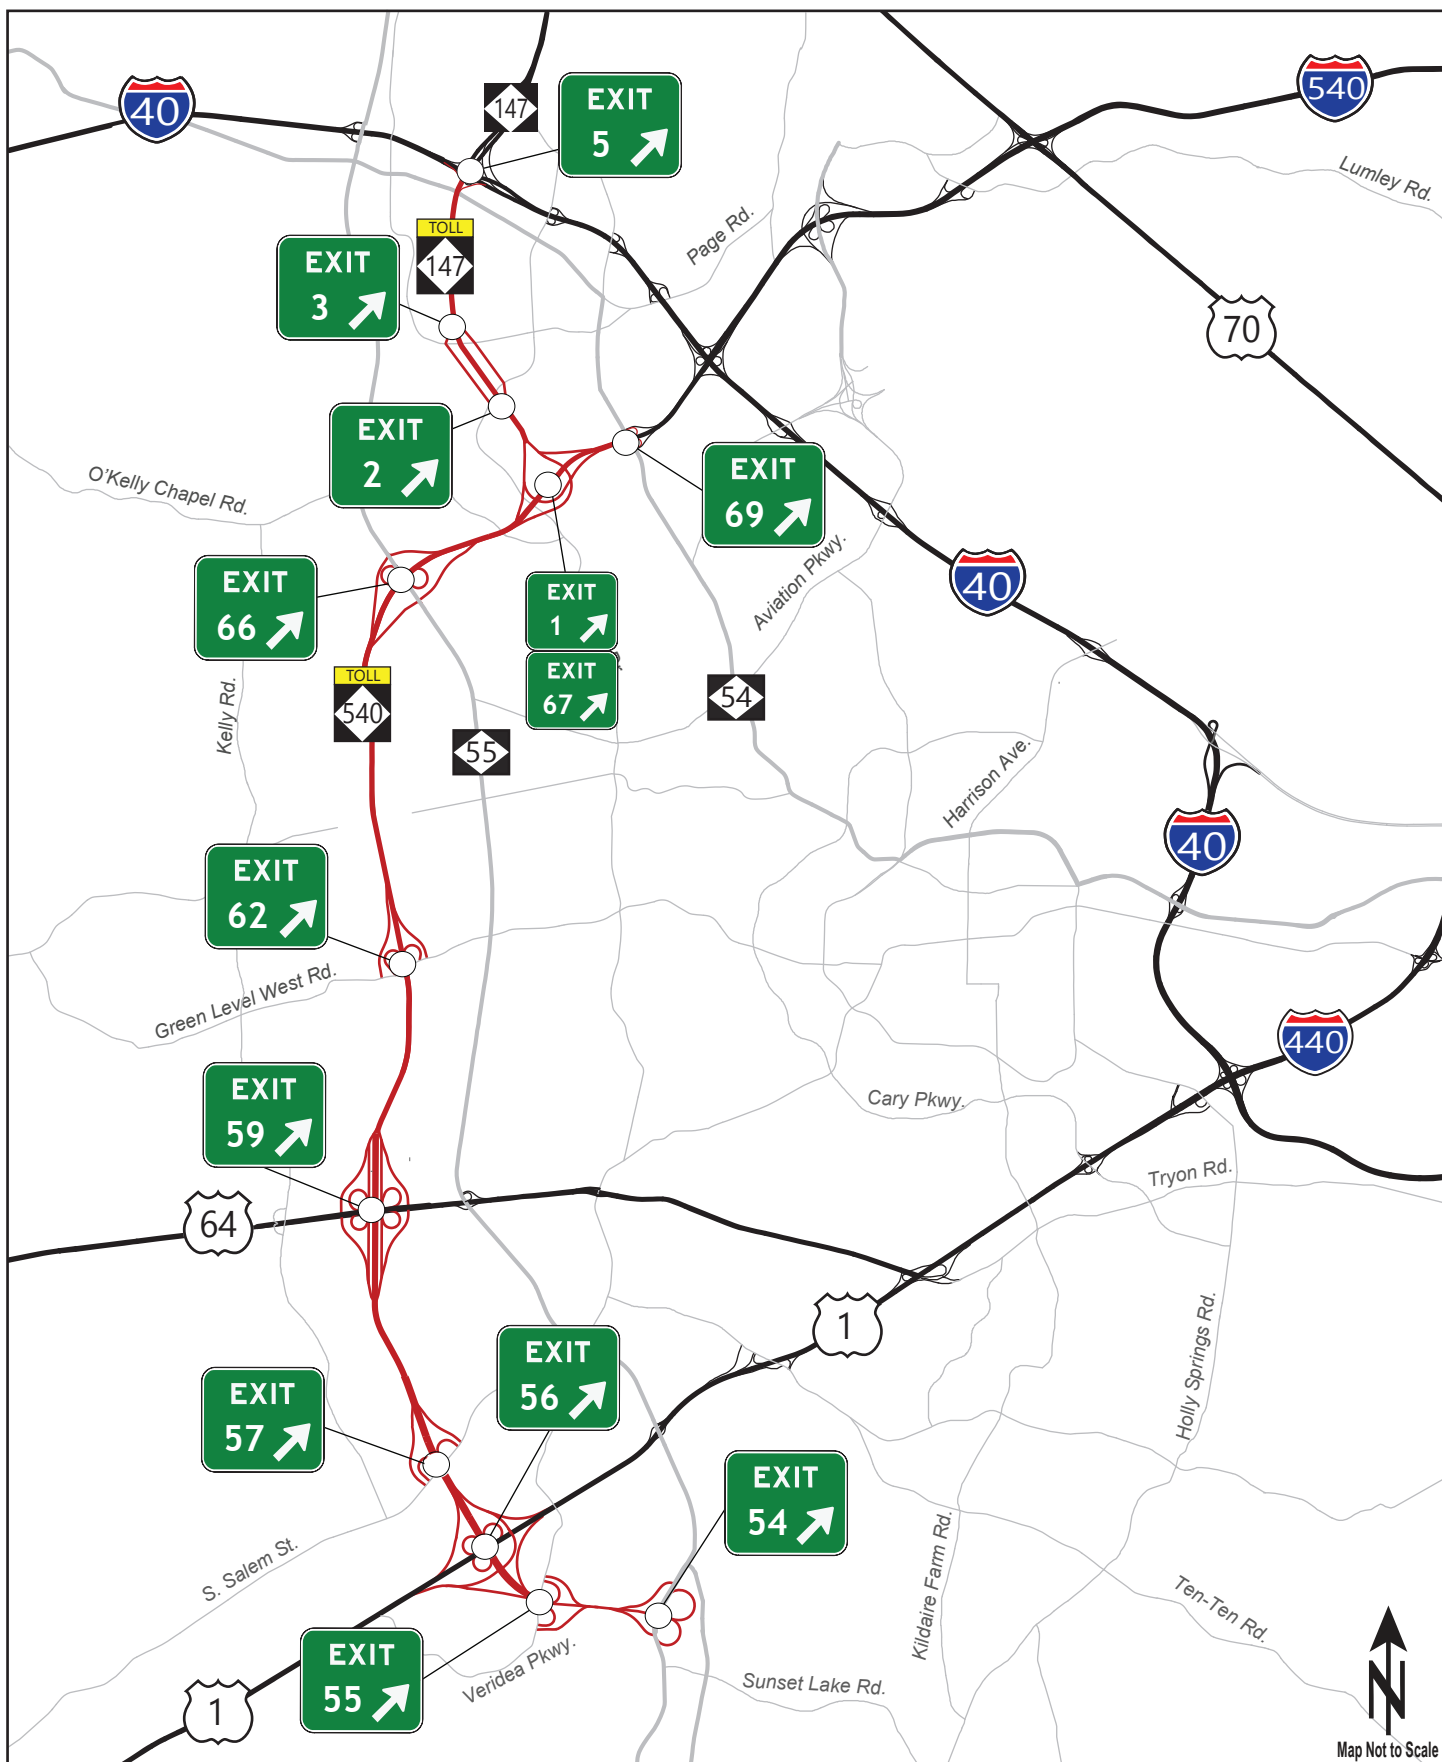 40
147
EXIT
5
540
Lumley Rd.
Page Rd.
TOLL
147
EXIT
3
70
EXIT
2
O'Kelly Chapel Rd.
EXIT
69
Aviation Pkwy.
40
EXIT
66
EXIT
1
EXIT
67
TOLL
540
Kelly Rd.
54
55
Harrison Ave.
40
EXIT
62
Green Level West Rd.
440
EXIT
59
Cary Pkwy.
Tryon Rd.
64
1
Holly Springs Rd.
EXIT
56
EXIT
57
EXIT
54
S. Salem St.
Kildaire Farm Rd.
Ten-Ten Rd.
EXIT
55
Veridea Pkwy.
Sunset Lake Rd.
1
N
Map Not to Scale